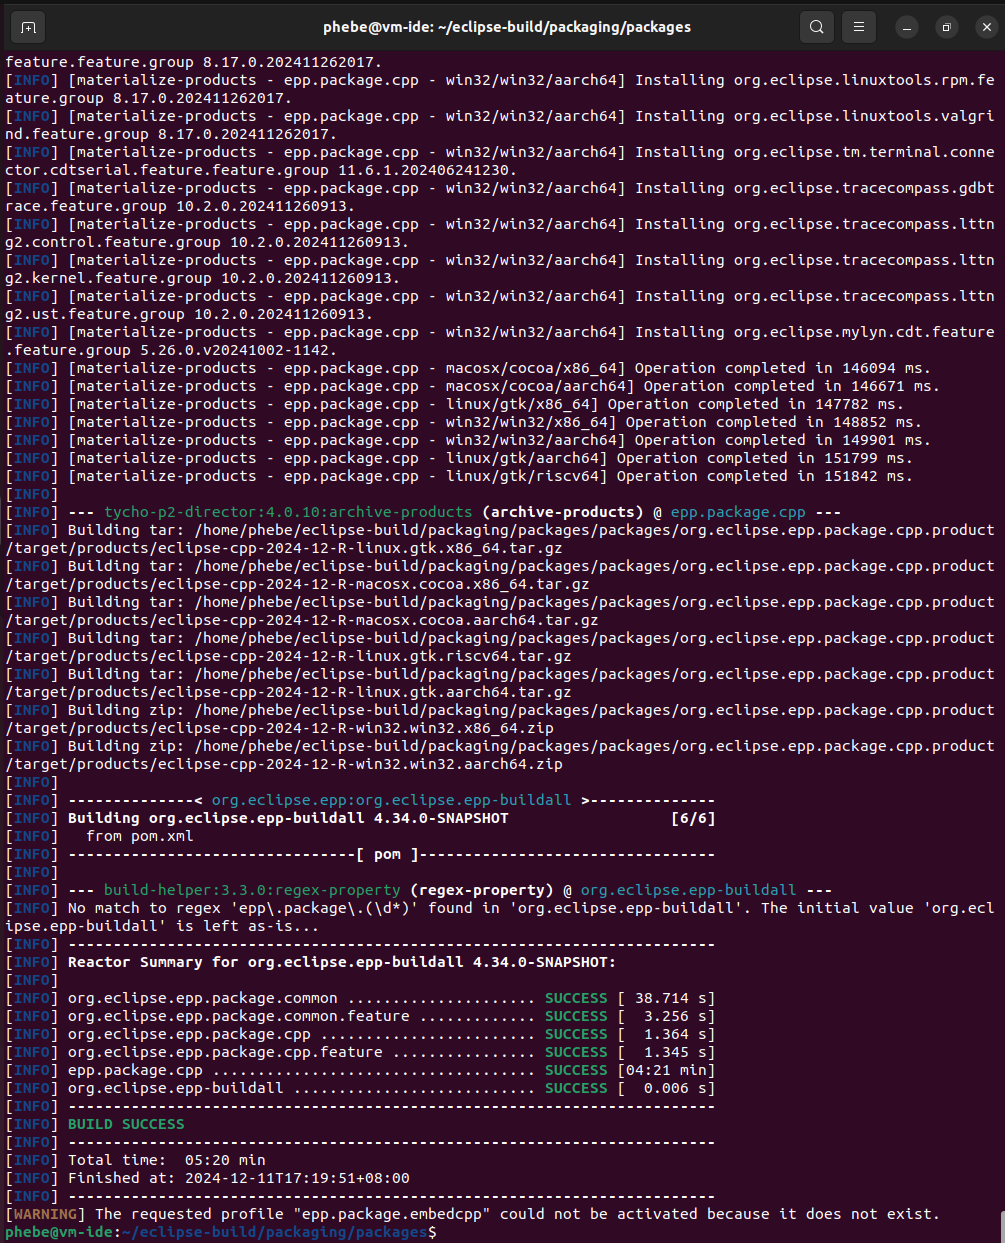 phebe@vm-ide: ~/eclipse-build/packaging/packages
feature.feature.group 8.17.0.202411262017.
[INFO] [materialize-products - epp.package.cpp - win32/win32/aarch64] Installing org.eclipse.linuxtools.rpm.fe
ature.group 8.17.0.202411262017.
[INFO] [materialize-products - epp.package.cpp - win32/win32/aarch64] Installing org.eclipse.linuxtools.valgri
nd.feature.group 8.17.0.202411262017.
[INFO] [materialize-products - epp.package.cpp - win32/win32/aarch64] Installing org.eclipse.tm.terminal.conne
ctor.cdtserial.feature.feature.group 11.6.1.202406241230.
[INFO] [materialize-products - epp.package.cpp - win32/win32/aarch64] Installing org.eclipse.tracecompass.gdbt
race.feature.group 10.2.0.202411260913.
[INFO] [materialize-products - epp.package.cpp - win32/win32/aarch64] Installing org.eclipse.tracecompass.lttn
g2.control.feature.group 10.2.0.202411260913.
[INFO] [materialize-products - epp.package.cpp - win32/win32/aarch64] Installing org.eclipse.tracecompass.lttn
g2.kernel.feature.group 10.2.0.202411260913.
[INFO] [materialize-products - epp.package.cpp - win32/win32/aarch64] Installing org.eclipse.tracecompass.lttn
g2.ust.feature.group 10.2.0.202411260913.
[INFO] [materialize-products - epp.package.cpp - win32/win32/aarch64] Installing org.eclipse.mylyn.cdt.feature
.feature.group 5.26.0.v20241002-1142.
[INFO] [materialize-products - epp.package.cpp - macosx/cocoa/x86_64] Operation completed in 146094 ms.
[INFO] [materialize-products - epp.package.cpp - macosx/cocoa/aarch64] Operation completed in 146671 ms.
[INFO] [materialize-products - epp.package.cpp - linux/gtk/x86_64] Operation completed in 147782 ms.
[INFO] [materialize-products - epp.package.cpp - win32/win32/x86_64] Operation completed in 148852 ms.
[INFO] [materialize-products - epp.package.cpp - win32/win32/aarch64] Operation completed in 149901 ms.
[INFO] [materialize-products - epp.package.cpp - linux/gtk/aarch64] Operation completed in 151799 ms.
[INFO] [materialize-products - epp.package.cpp - linux/gtk/riscv64] Operation completed in 151842 ms.
[INFO]
[INFO] --- tycho-p2-director:4.0.10:archive-products (archive-products) @ epp.package.cpp ---
[INFO] Building tar: /home/phebe/eclipse-build/packaging/packages/packages/org.eclipse.epp.package.cpp.product
/target/products/eclipse-cpp-2024-12-R-linux.gtk.x86_64.tar.gz
[INFO] Building tar: /home/phebe/eclipse-build/packaging/packages/packages/org.eclipse.epp.package.cpp.product
/target/products/eclipse-cpp-2024-12-R-macosx.cocoa.x86_64.tar.gz
[INFO] Building tar: /home/phebe/eclipse-build/packaging/packages/packages/org.eclipse.epp.package.cpp.product
/target/products/eclipse-cpp-2024-12-R-macosx.cocoa.aarch64.tar.gz
[INFO] Building tar: /home/phebe/eclipse-build/packaging/packages/packages/org.eclipse.epp.package.cpp.product
/target/products/eclipse-cpp-2024-12-R-linux.gtk.riscv64.tar.gz
[INFO] Building tar: /home/phebe/eclipse-build/packaging/packages/packages/org.eclipse.epp.package.cpp.product
/target/products/eclipse-cpp-2024-12-R-linux.gtk.aarch64.tar.gz
[INFO] Building zip: /home/phebe/eclipse-build/packaging/packages/packages/org.eclipse.epp.package.cpp.product
/target/products/eclipse-cpp-2024-12-R-win32.win32.x86_64.zip
[INFO] Building zip: /home/phebe/eclipse-build/packaging/packages/packages/org.eclipse.epp.package.cpp.product
/target/products/eclipse-cpp-2024-12-R-win32.win32.aarch64.zip
[INFO]
[INFO] --------------< org.eclipse.epp:org.eclipse.epp-buildall >--------------
[INFO] Building org.eclipse.epp-buildall 4.34.0-SNAPSHOT                  [6/6]
[INFO]   from pom.xml
[INFO] --------------------------------[ pom ]---------------------------------
[INFO]
[INFO] --- build-helper:3.3.0:regex-property (regex-property) @ org.eclipse.epp-buildall ---
[INFO] No match to regex 'epp\.package\.(\d*)' found in 'org.eclipse.epp-buildall'. The initial value 'org.ecl
ipse.epp-buildall' is left as-is...
[INFO] ------------------------------------------------------------------------
[INFO] Reactor Summary for org.eclipse.epp-buildall 4.34.0-SNAPSHOT:
[INFO]
[INFO] org.eclipse.epp.package.common ..................... SUCCESS [ 38.714 s]
[INFO] org.eclipse.epp.package.common.feature ............. SUCCESS [  3.256 s]
[INFO] org.eclipse.epp.package.cpp ........................ SUCCESS [  1.364 s]
[INFO] org.eclipse.epp.package.cpp.feature ................ SUCCESS [  1.345 s]
[INFO] epp.package.cpp .................................... SUCCESS [04:21 min]
[INFO] org.eclipse.epp-buildall ........................... SUCCESS [  0.006 s]
[INFO] ------------------------------------------------------------------------
[INFO] BUILD SUCCESS
[INFO] ------------------------------------------------------------------------
[INFO] Total time:  05:20 min
[INFO] Finished at: 2024-12-11T17:19:51+08:00
[INFO] ------------------------------------------------------------------------
[WARNING] The requested profile "epp.package.embedcpp" could not be activated because it does not exist.
phebe@vm-ide:~/eclipse-build/packaging/packages$